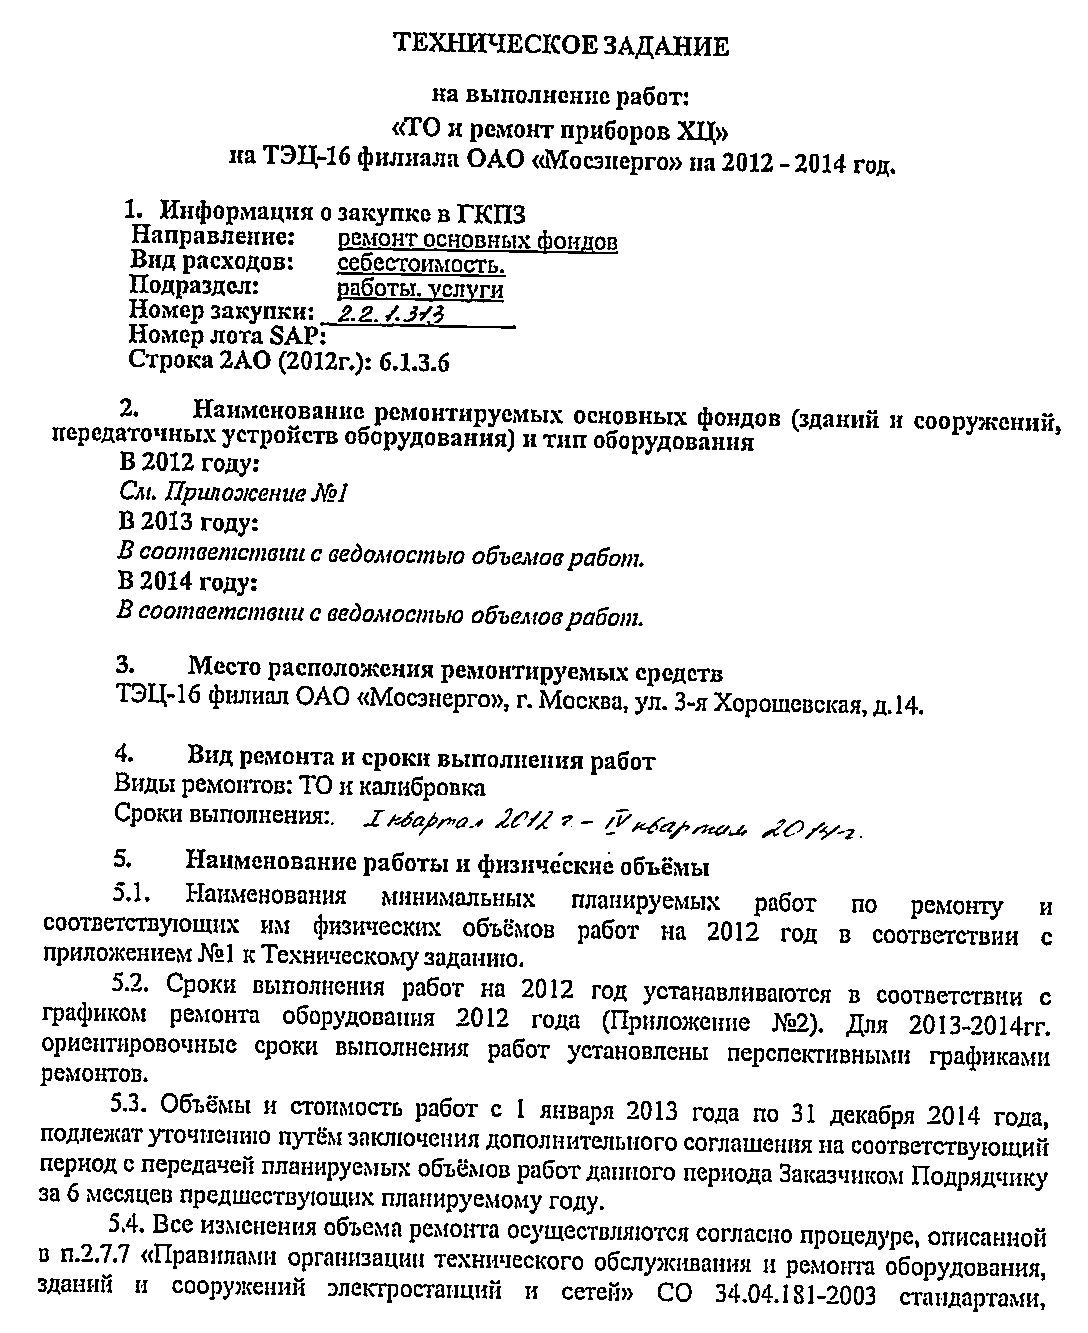 ТЕХНИЧЕСКОЕ ЗАДАНИЕ
на выполнение работ:
«ТО и ремонт приборов ХЦ»
на ТЭЦ-16 филиала ОАО «Мосэнерго» на 2012 - 2014 год.
1. Информация о закупке в ГКПЗ
Направление: ремонт основных фондов
Вид расходов: себестоимость.
Подраздел: работы. услуги
Номер закупки: 2.2.1.313
Номер лота SAP:
Строка 2АО (2012г.): 6.1.3.6
2. Наименование ремонтируемых основных фондов (зданий и сооружений,
передаточных устройств оборудования) и тип оборудования
В 2012 году:
См. Приложение №1
В 2013 году:
В соответствии с ведомостью объемов работ.
В 2014 году:
В соответствии с ведомостью объемов работ.
3. Место расположения ремонтируемых средств
ТЭЦ-16 филиал ОАО «Мосэнерго», г. Москва, ул. 3-я Хорошевская, д.14.
4. Вид ремонта и сроки выполнения работ
Виды ремонтов: ТО и калибровка
Сроки выполнения:. I квартал 2012 г - IV квартал 2014г.
5. Наименование работы и физические объёмы
5.1. Наименования минимальных планируемых работ по ремонту и
соответствующих им физических объёмов работ на 2012 год в соответствии с
приложением №1 к Техническому заданию.
5.2. Сроки выполнения работ на 2012 год устанавливаются в соответствии с
графиком ремонта оборудования 2012 года (Приложение №2). Для 2013-2014гг.
ориентировочные сроки выполнения работ установлены перспективными графиками
ремонтов.
5.3. Объёмы и стоимость работ с 1 января 2013 года по 31 декабря 2014 года,
подлежат уточнению путём заключения дополнительного соглашения на соответствующий
период с передачей планируемых объёмов работ данного периода Заказчиком Подрядчику
за 6 месяцев предшествующих планируемому году.
5.4. Все изменения объема ремонта осуществляются согласно процедуре, описанной
в п.2.7.7 «Правилами организации технического обслуживания и ремонта оборудования,
зданий и сооружений электростанций и сетей» СО 34.04.181-2003 стандартами,